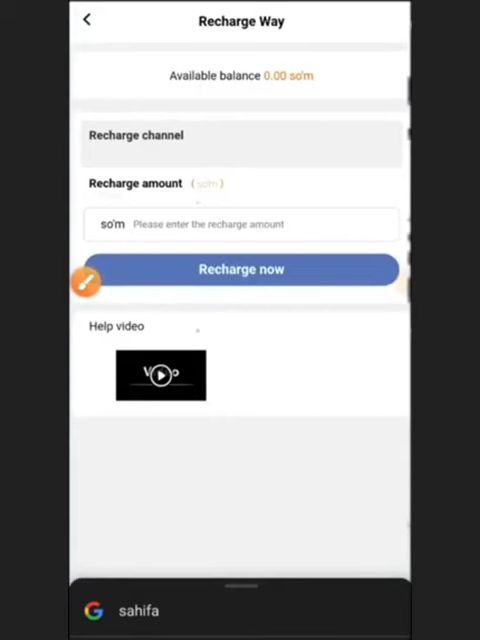 Recharge Way
Available balance 0.00 so'm
Recharge channel
Recharge amount ( so'm )
so'm Please enter the recharge amount
Recharge now
Help video
sahifa